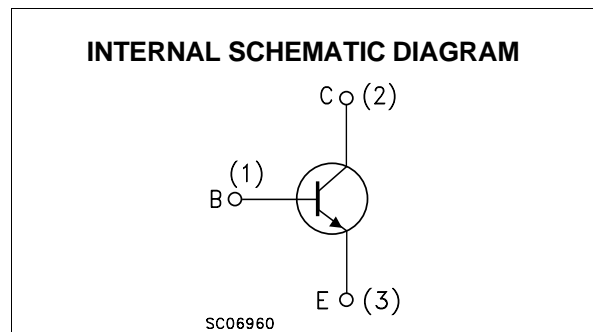 INTERNAL SCHEMATIC DIAGRAM
C (2)
(1)
B
E (3)
SC06960